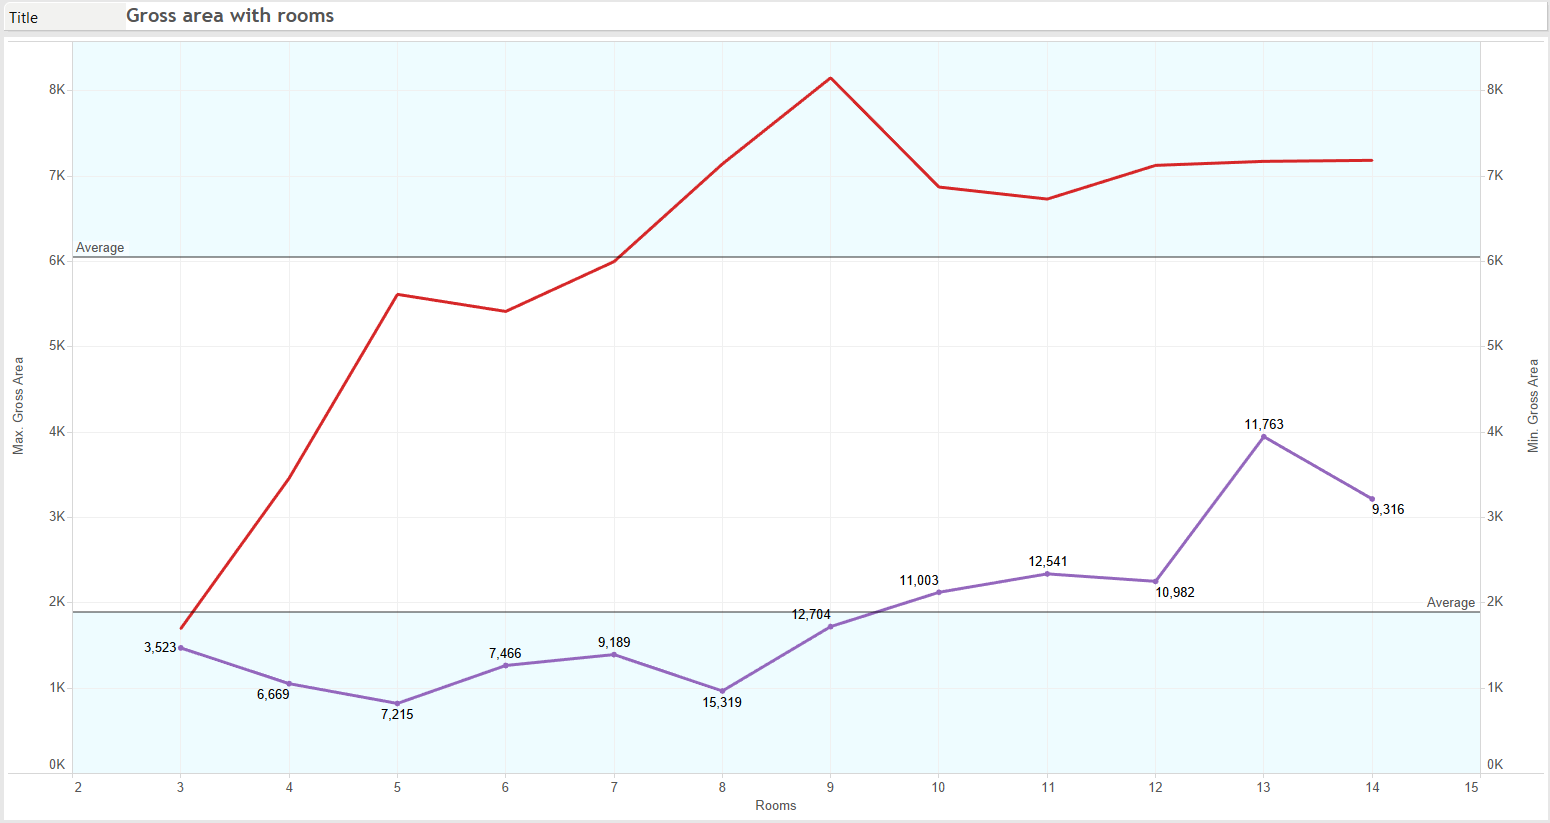 Title Gross area with rooms
8K 8K
7K 7K
Average
6K 6K
5K 5K
Max. Gross Area
Min. Gross Area
4K 11,763 4K
3K 9,316 3K
12,541
11,003
10,982
2K Average 2K
12,704
3,523 7,466 9,189
6,669 1K 1K
7,215 15,319
0K 0K
2 3 4 5 6 7 8 9 10 11 12 13 14 15
Rooms